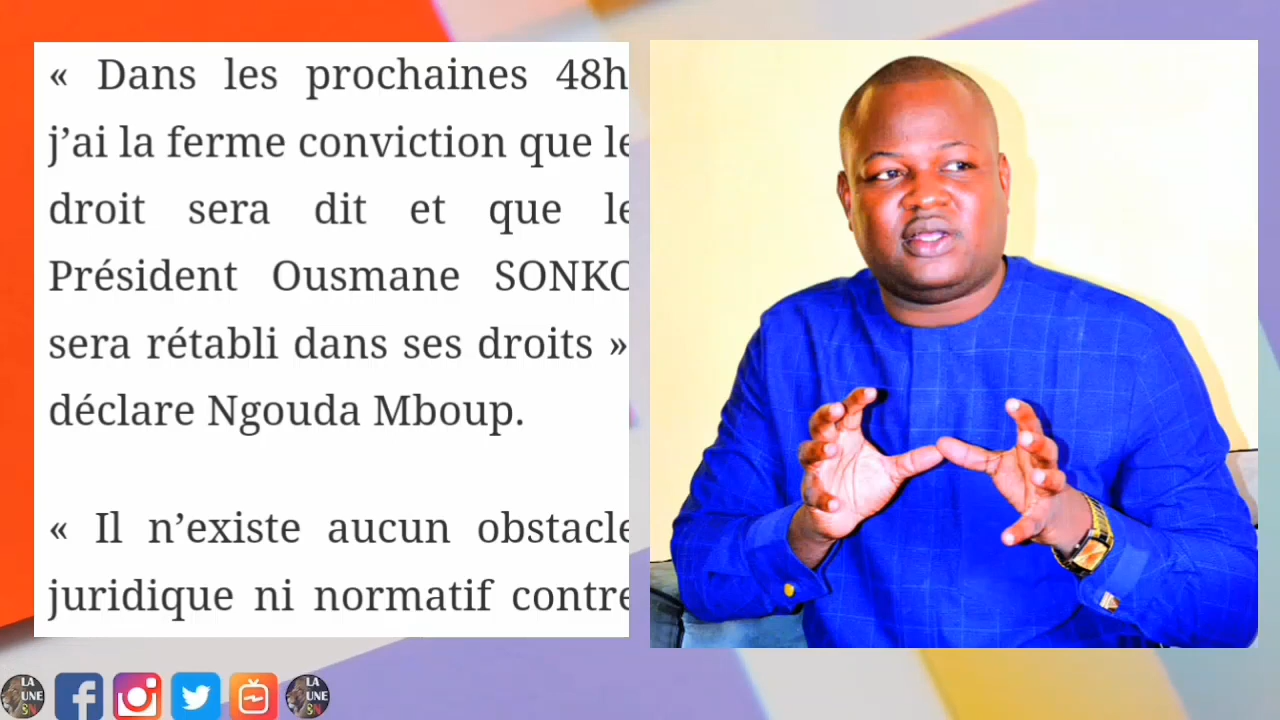 « Dans les prochaines 48h
j’ai la ferme conviction que le
droit sera dit et que le
Président Ousmane SONKO
sera rétabli dans ses droits »
déclare Ngouda Mboup.
« Il n’existe aucun obstacle
juridique ni normatif contre
LA
UNE
SN
LA
UNE
SN